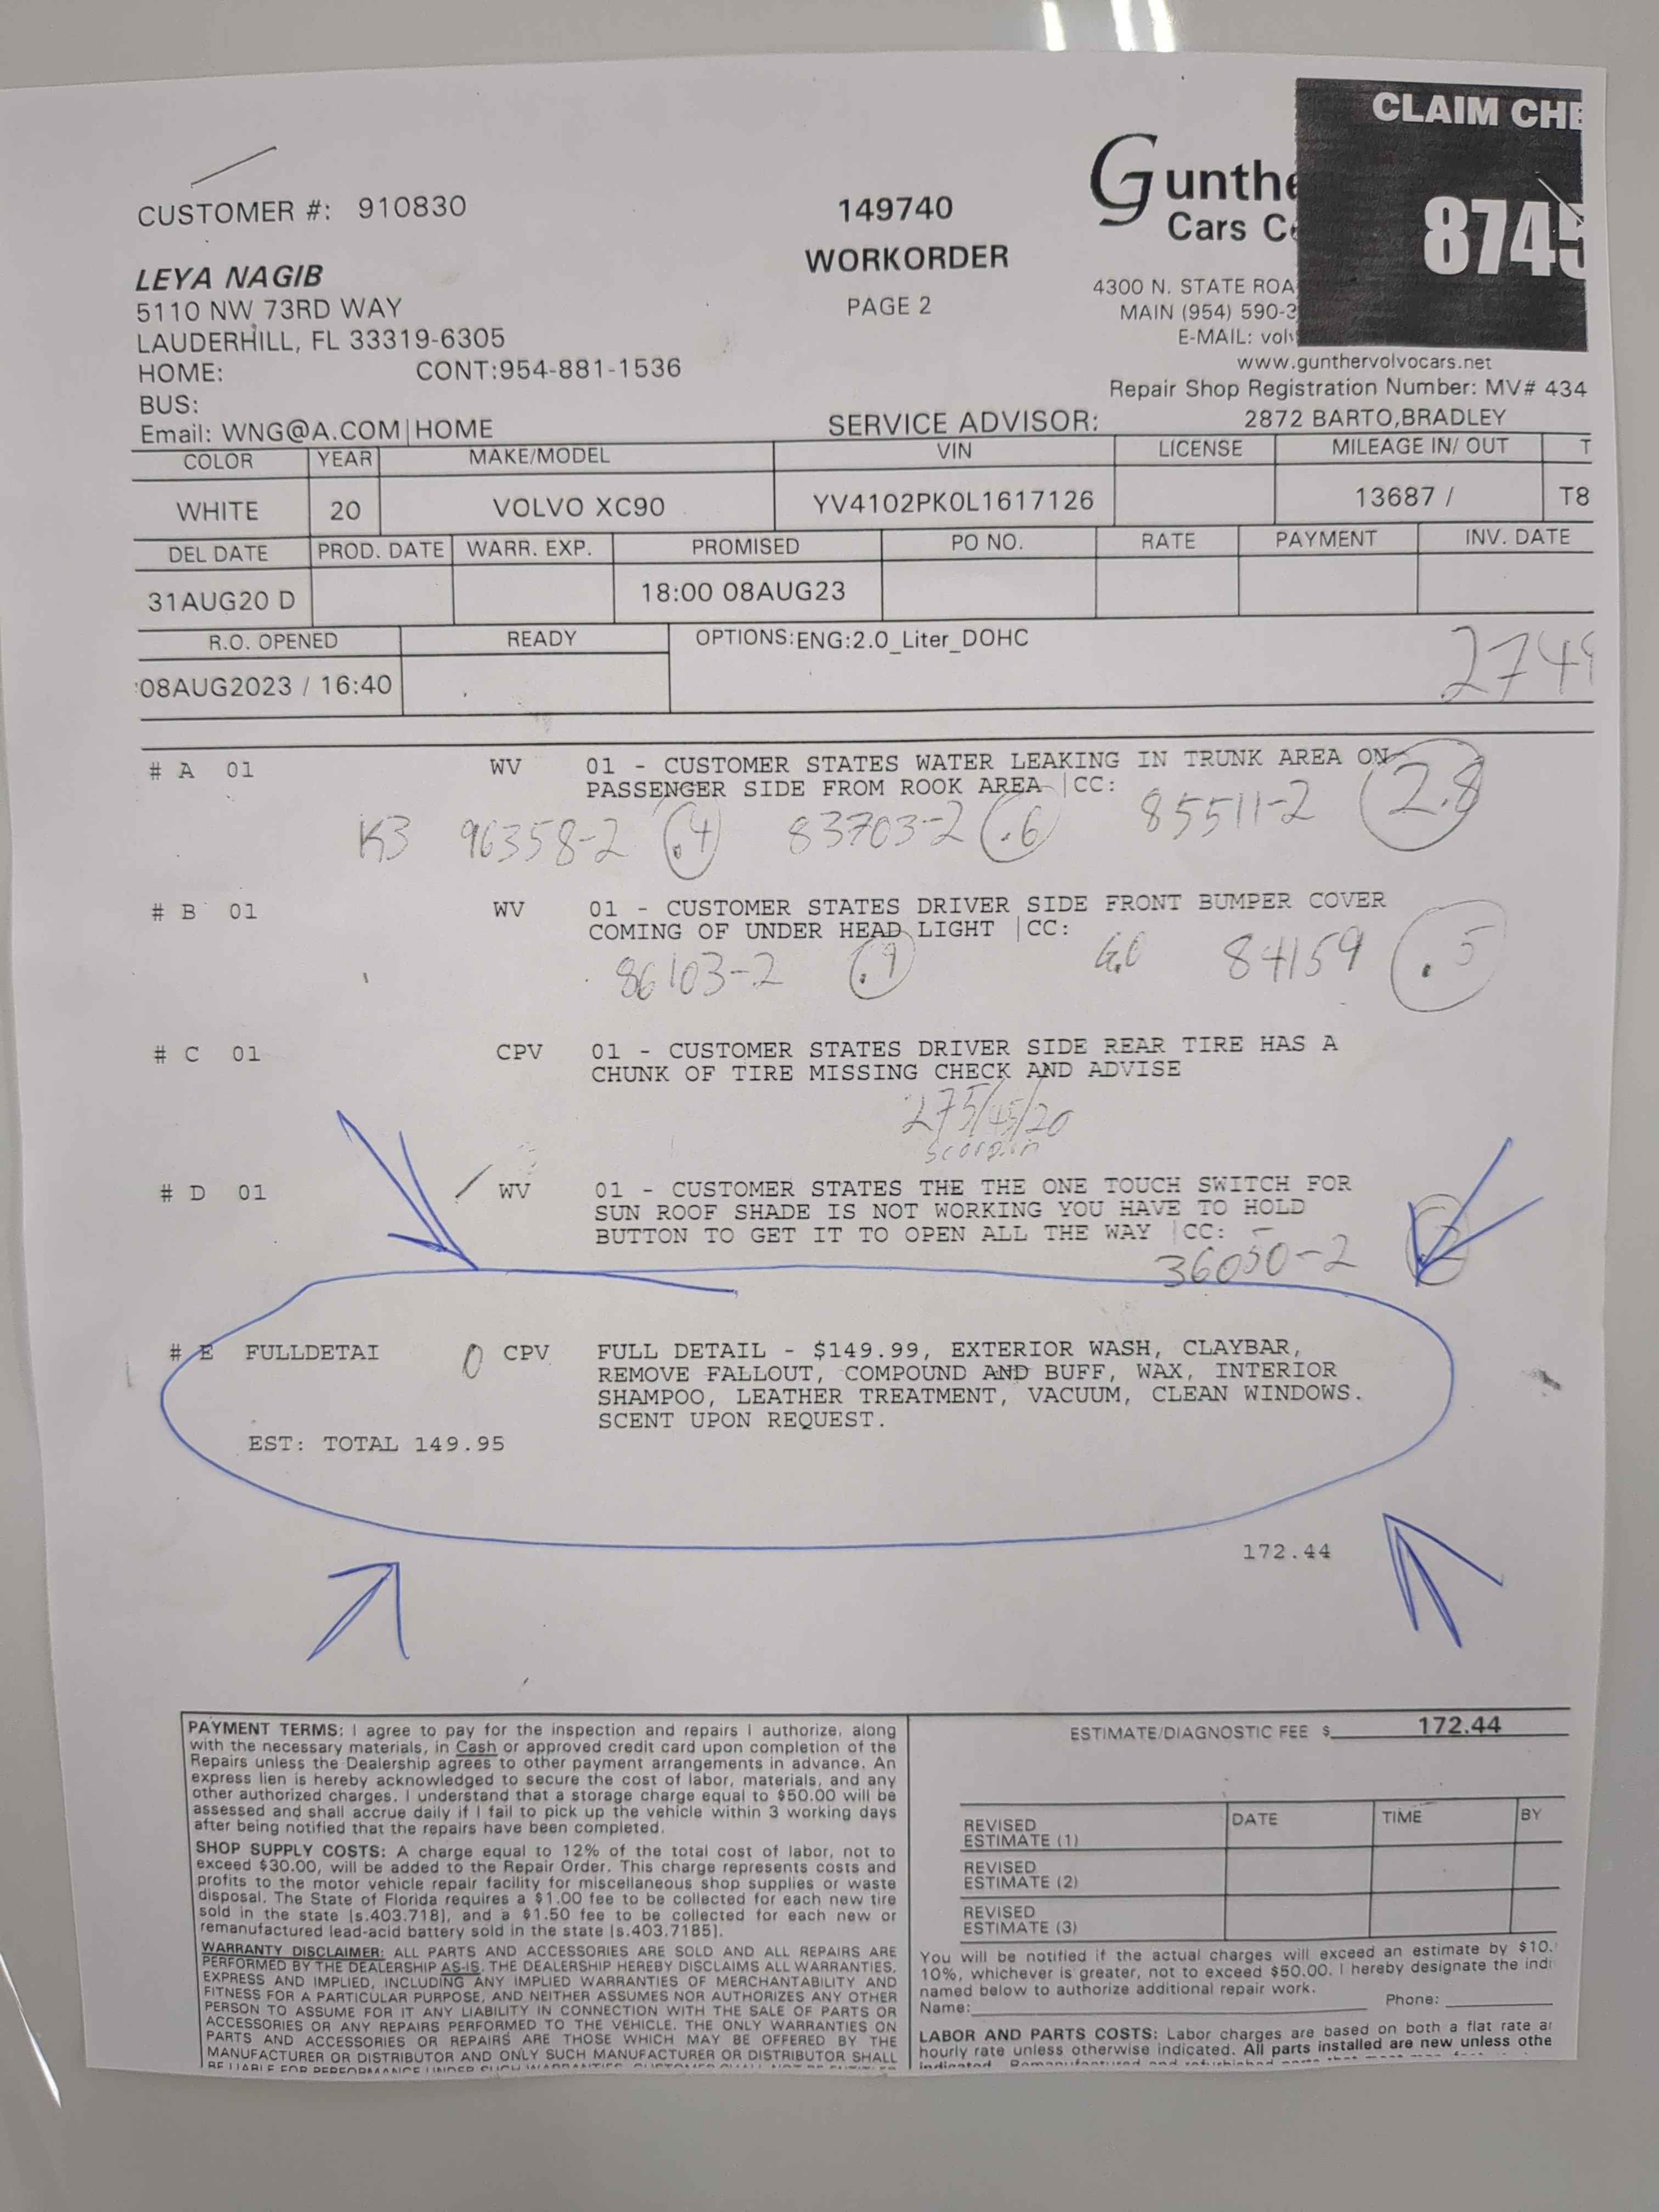 CLAIM CHE
8745
CUSTOMER #: 910830
149740
WORKORDER
PAGE 2
Gunthe
Cars C
LEYA NAGIB
5110 NW 73RD WAY
LAUDERHILL, FL 33319-6305
HOME: CONT:954-881-1536
BUS:
Email: WNG@A.COM|HOME
4300 N. STATE ROA
MAIN (954) 590-3
E-MAIL: volv
www.gunthervolvocars.net
Repair Shop Registration Number: MV# 434
SERVICE ADVISOR: 2872 BARTO,BRADLEY
COLOR YEAR MAKE/MODEL VIN LICENSE MILEAGE IN/ OUT T
WHITE 20 VOLVO XC90 YV4102PK0L1617126 13687 / T8
DEL DATE PROD. DATE WARR. EXP. PROMISED PO NO. RATE PAYMENT INV. DATE
31AUG20 D 18:00 08AUG23
R.O. OPENED READY OPTIONS:ENG:2.0_Liter_DOHC
08AUG2023 / 16:40
2749
# A 01 WV 01 - CUSTOMER STATES WATER LEAKING IN TRUNK AREA ON
PASSENGER SIDE FROM ROOK AREA |CC:
K3 96358-2 .4 83703-2 .6 85511-2 2.8
# B 01 WV 01 - CUSTOMER STATES DRIVER SIDE FRONT BUMPER COVER
COMING OF UNDER HEAD LIGHT |CC:
86103-2 84159 .5
# C 01 CPV 01 - CUSTOMER STATES DRIVER SIDE REAR TIRE HAS A
CHUNK OF TIRE MISSING CHECK AND ADVISE
275/45/20
scorpion
# D 01 WV 01 - CUSTOMER STATES THE THE ONE TOUCH SWITCH FOR
SUN ROOF SHADE IS NOT WORKING YOU HAVE TO HOLD
BUTTON TO GET IT TO OPEN ALL THE WAY |CC:
36050-2
# E FULLDETAI 0 CPV FULL DETAIL - $149.99, EXTERIOR WASH, CLAYBAR,
REMOVE FALLOUT, COMPOUND AND BUFF, WAX, INTERIOR
SHAMPOO, LEATHER TREATMENT, VACUUM, CLEAN WINDOWS.
SCENT UPON REQUEST.
EST: TOTAL 149.95
172.44
PAYMENT TERMS: I agree to pay for the inspection and repairs I authorize, along
with the necessary materials, in Cash or approved credit card upon completion of the
Repairs unless the Dealership agrees to other payment arrangements in advance. An
express lien is hereby acknowledged to secure the cost of labor, materials, and any
other authorized charges. I understand that a storage charge equal to $50.00 will be
assessed and shall accrue daily if I fail to pick up the vehicle within 3 working days
after being notified that the repairs have been completed.
SHOP SUPPLY COSTS: A charge equal to 12% of the total cost of labor, not to
exceed $30.00, will be added to the Repair Order. This charge represents costs and
profits to the motor vehicle repair facility for miscellaneous shop supplies or waste
disposal. The State of Florida requires a $1.00 fee to be collected for each new tire
sold in the state [s.403.718], and a $1.50 fee to be collected for each new or
remanufactured lead-acid battery sold in the state [s.403.7185].
WARRANTY DISCLAIMER: ALL PARTS AND ACCESSORIES ARE SOLD AND ALL REPAIRS ARE
PERFORMED BY THE DEALERSHIP AS-IS. THE DEALERSHIP HEREBY DISCLAIMS ALL WARRANTIES,
EXPRESS AND IMPLIED, INCLUDING ANY IMPLIED WARRANTIES OF MERCHANTABILITY AND
FITNESS FOR A PARTICULAR PURPOSE, AND NEITHER ASSUMES NOR AUTHORIZES ANY OTHER
PERSON TO ASSUME FOR IT ANY LIABILITY IN CONNECTION WITH THE SALE OF PARTS OR
ACCESSORIES OR ANY REPAIRS PERFORMED TO THE VEHICLE. THE ONLY WARRANTIES ON
PARTS AND ACCESSORIES OR REPAIRS ARE THOSE WHICH MAY BE OFFERED BY THE
MANUFACTURER OR DISTRIBUTOR AND ONLY SUCH MANUFACTURER OR DISTRIBUTOR SHALL
BE LIABLE FOR PERFORMANCE UNDER SUCH WARRANTIES.
ESTIMATE/DIAGNOSTIC FEE $ 172.44
DATE TIME BY
REVISED
ESTIMATE (1)
REVISED
ESTIMATE (2)
REVISED
ESTIMATE (3)
You will be notified if the actual charges will exceed an estimate by $10.
10%, whichever is greater, not to exceed $50.00. I hereby designate the indi
named below to authorize additional repair work.
Name: Phone:
LABOR AND PARTS COSTS: Labor charges are based on both a flat rate ar
hourly rate unless otherwise indicated. All parts installed are new unless othe